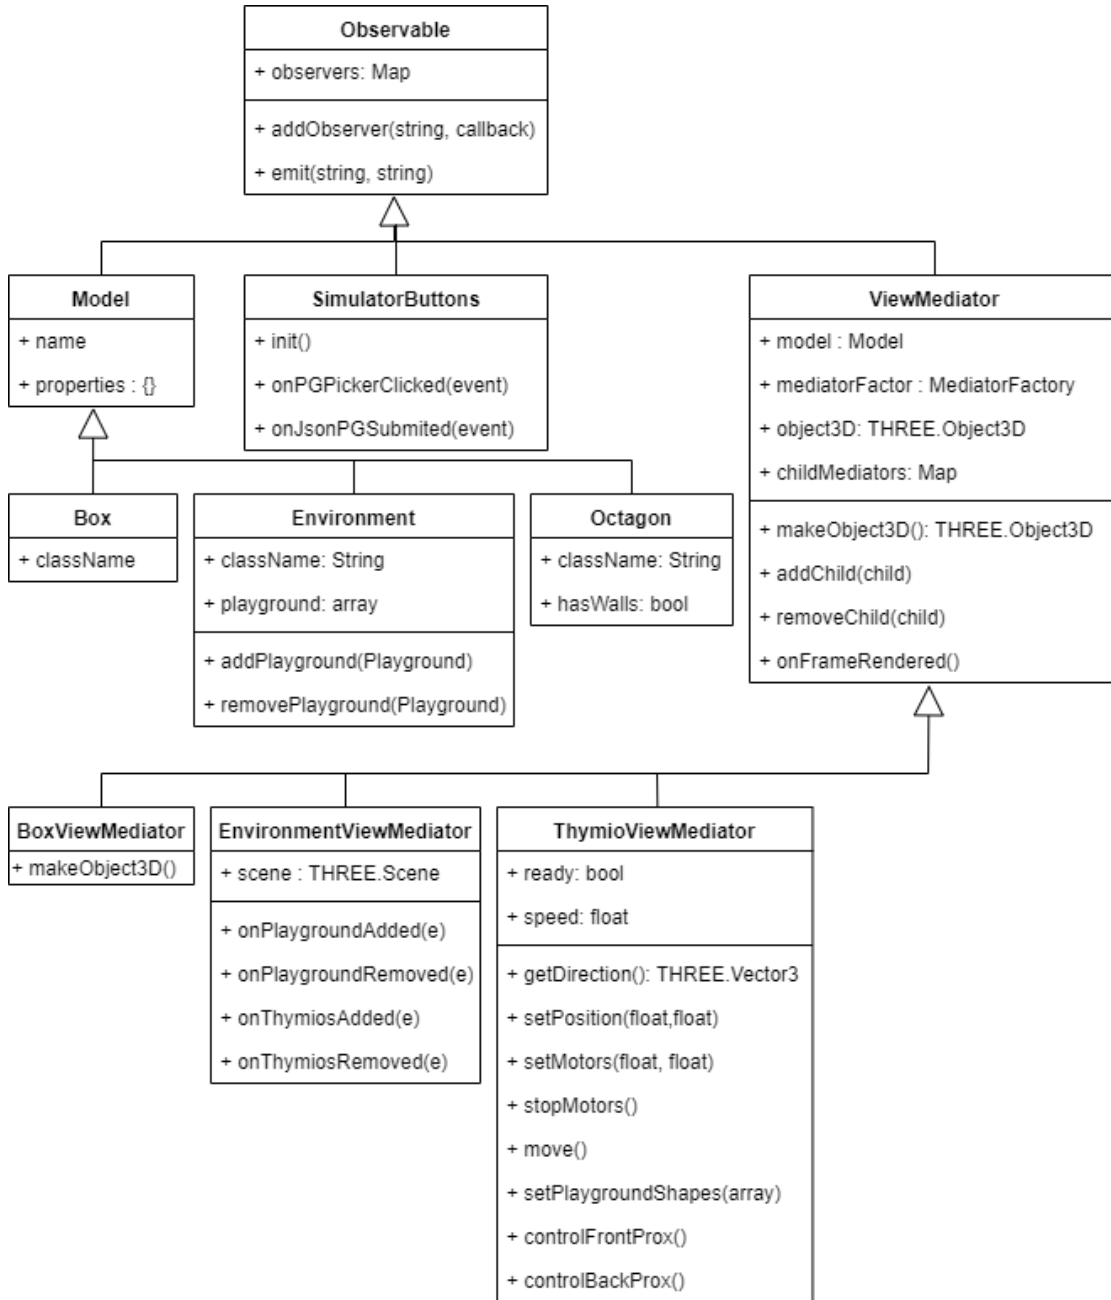 Observable
+ observers: Map
+ addObserver(string, callback)
+ emit(string, string)
Model
+ name
+ properties : {}
SimulatorButtons
+ init()
+ onPGPickerClicked(event)
+ onJsonPGSubmited(event)
ViewMediator
+ model : Model
+ mediatorFactor : MediatorFactory
+ object3D: THREE.Object3D
+ childMediators: Map
+ makeObject3D(): THREE.Object3D
+ addChild(child)
+ removeChild(child)
+ onFrameRendered()
Box
+ className
Environment
+ className: String
+ playground: array
+ addPlayground(Playground)
+ removePlayground(Playground)
Octagon
+ className: String
+ hasWalls: bool
BoxViewMediator
+ makeObject3D()
EnvironmentViewMediator
+ scene : THREE.Scene
+ onPlaygroundAdded(e)
+ onPlaygroundRemoved(e)
+ onThymiosAdded(e)
+ onThymiosRemoved(e)
ThymioViewMediator
+ ready: bool
+ speed: float
+ getDirection(): THREE.Vector3
+ setPosition(float,float)
+ setMotors(float, float)
+ stopMotors()
+ move()
+ setPlaygroundShapes(array)
+ controlFrontProx()
+ controlBackProx()